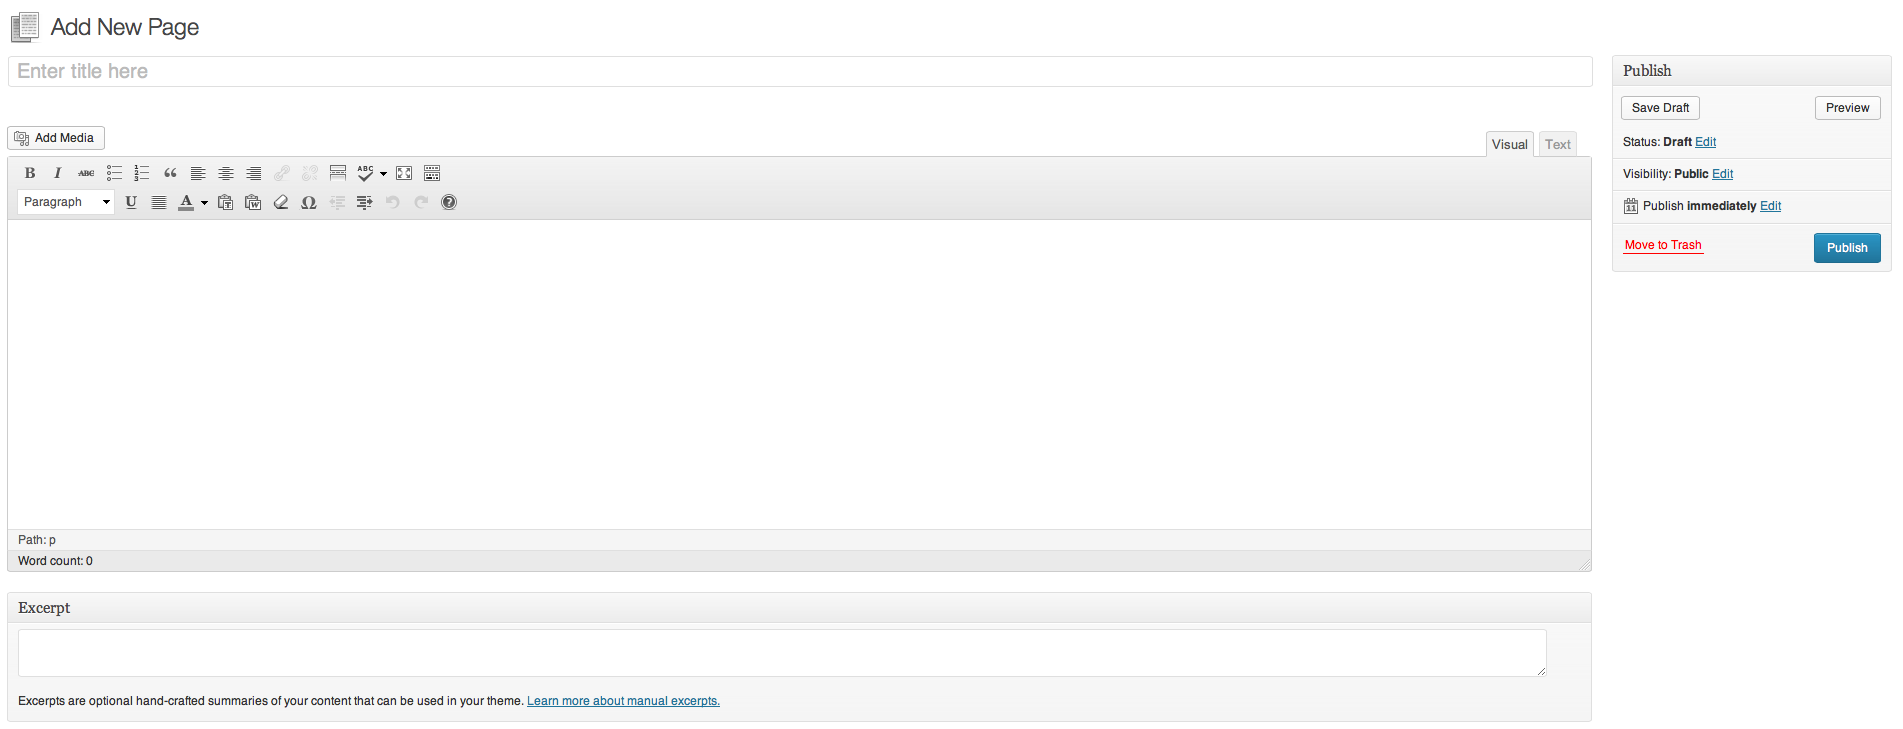 Add New Page
Enter title here
Add Media
Visual
Text
B I ABC ABC
Paragraph U A T W Ω ?
Path: p
Word count: 0
Excerpt
Excerpts are optional hand-crafted summaries of your content that can be used in your theme. Learn more about manual excerpts.
Publish
Save Draft
Preview
Status: Draft Edit
Visibility: Public Edit
11 Publish immediately Edit
Move to Trash
Publish